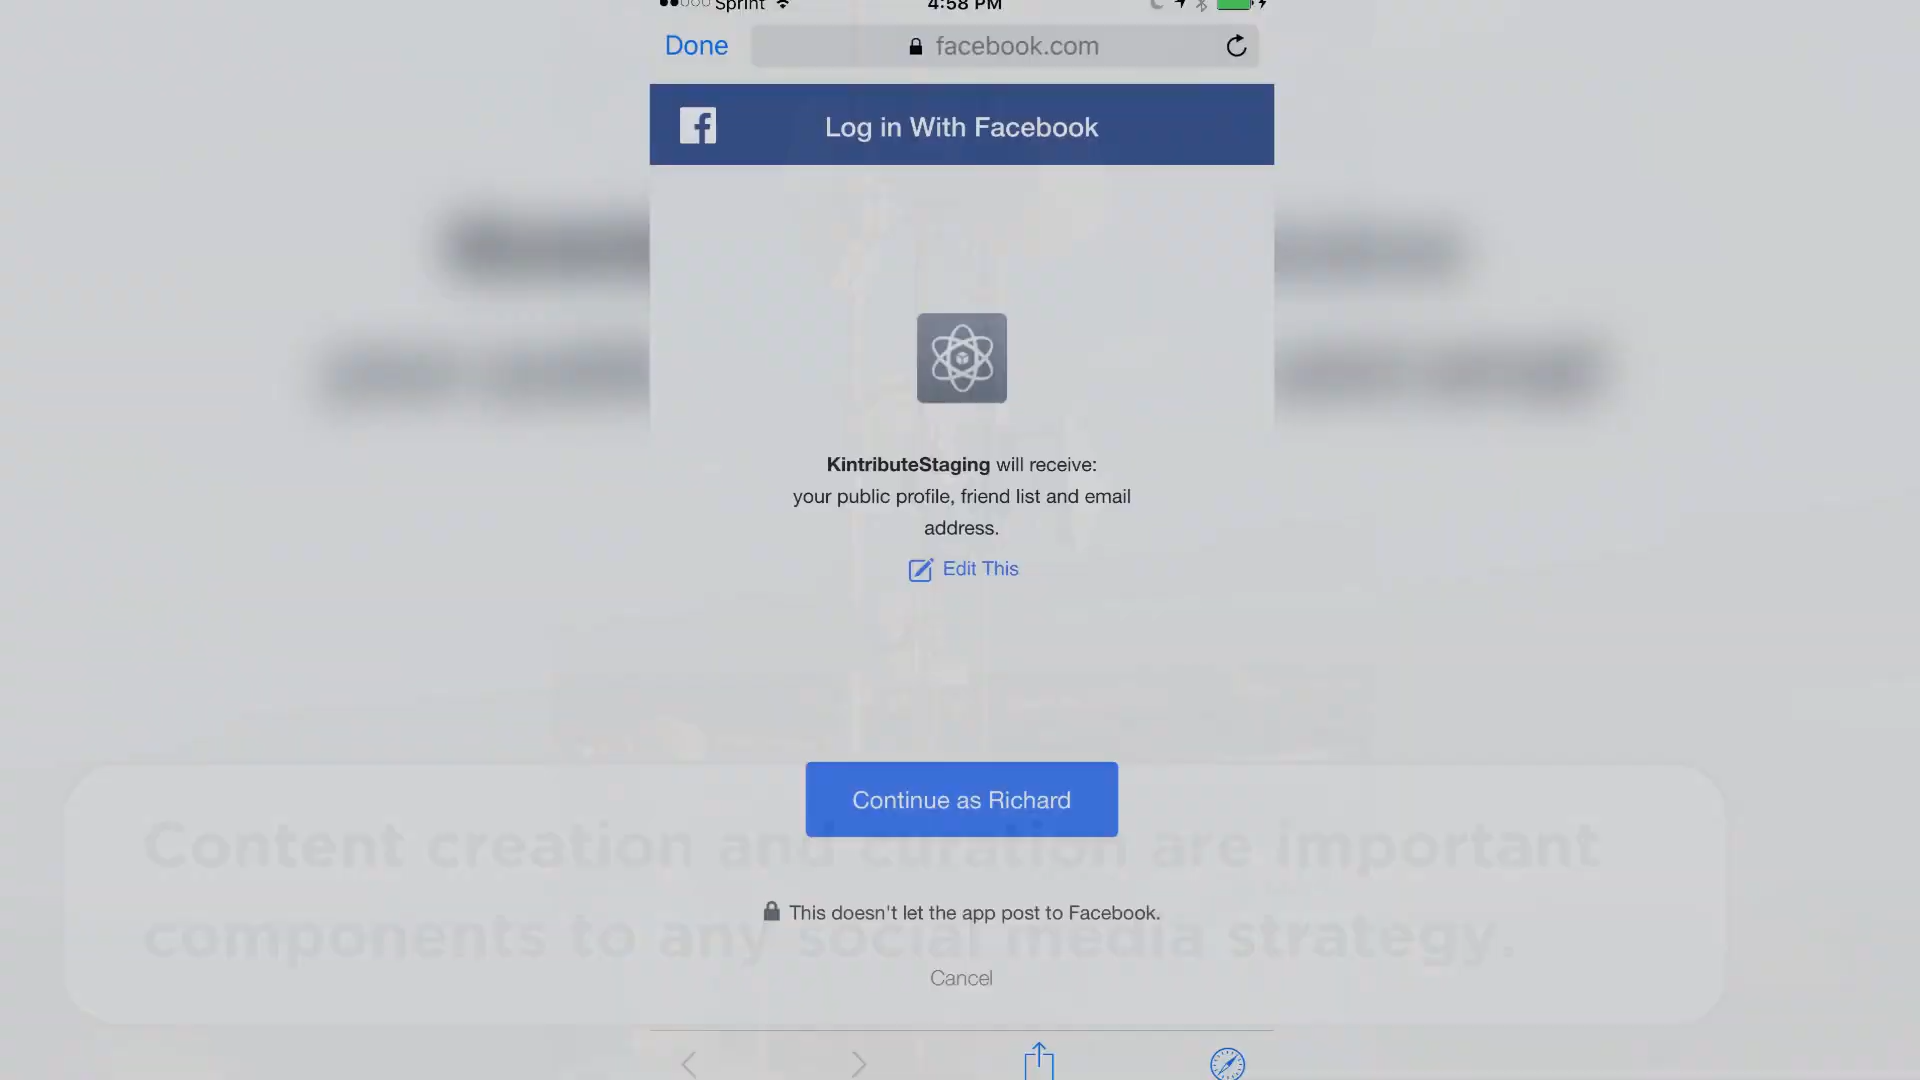 Sprint
4:58 PM
Done
facebook.com
Log in With Facebook
KintributeStaging will receive:
your public profile, friend list and email
address.
Edit This
Continue as Richard
Content creation and curation are important
This doesn't let the app post to Facebook.
components to any social media strategy.
Cancel